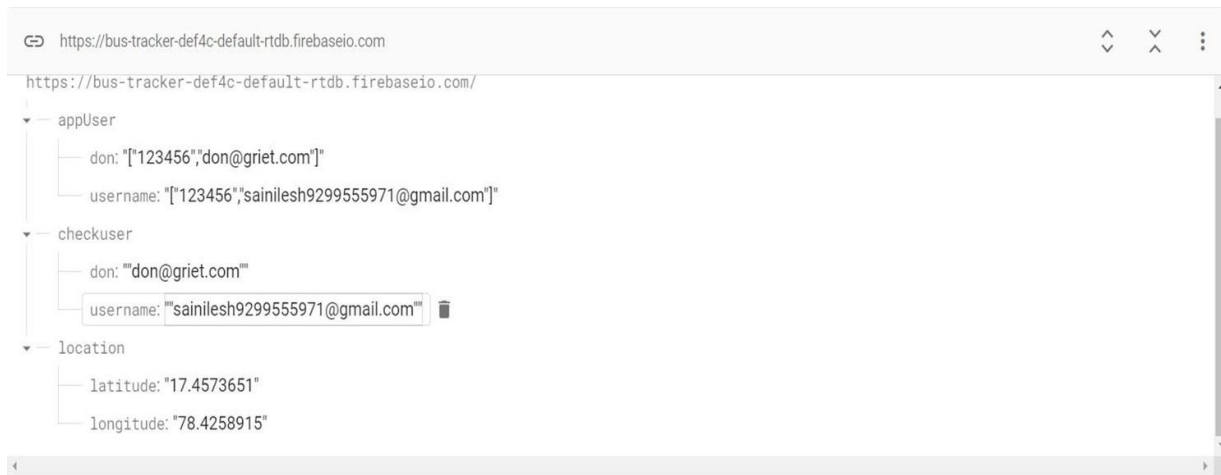 https://bus-tracker-def4c-default-rtdb.firebaseio.com
https://bus-tracker-def4c-default-rtdb.firebaseio.com/
appUser
don: "["123456","don@griet.com"]"
username: "["123456","sainilesh9299555971@gmail.com"]"
checkuser
don: ""don@griet.com""
username: ""sainilesh9299555971@gmail.com""
location
latitude: "17.4573651"
longitude: "78.4258915"